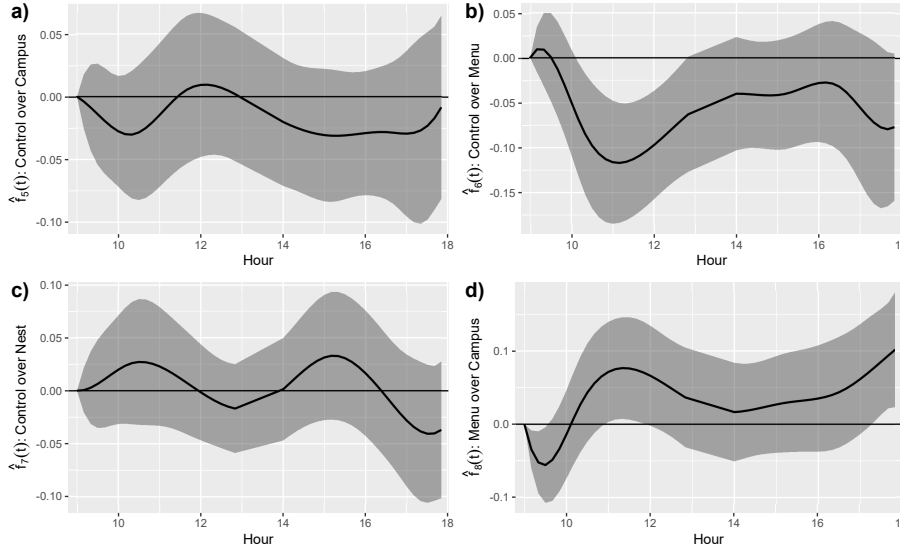 a)
f̂5(t): Control over Campus
0.05
0.00
-0.05
-0.10
10 12 14 16 18
Hour
b)
f̂6(t): Control over Menu
0.05
0.00
-0.05
-0.10
-0.15
10 12 14 16 1
Hour
c)
f̂7(t): Control over Nest
0.10
0.05
0.00
-0.05
-0.10
10 12 14 16 18
Hour
d)
f̂8(t): Menu over Campus
0.1
0.0
-0.1
10 12 14 16 18
Hour